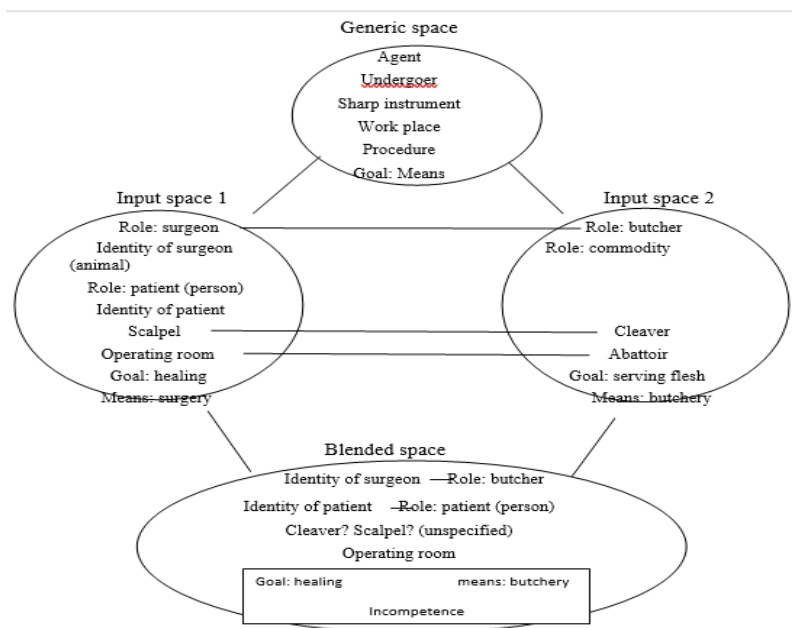 Generic space
Agent
Undergoer
Sharp instrument
Work place
Procedure
Goal: Means
Input space 1
Role: surgeon
Identity of surgeon
(animal)
Role: patient (person)
Identity of patient
Scalpel
Operating room
Goal: healing
Means: surgery
Input space 2
Role: butcher
Role: commodity
Cleaver
Abattoir
Goal: serving flesh
Means: butchery
Blended space
Identity of surgeon Role: butcher
Identity of patient Role: patient (person)
Cleaver? Scalpel? (unspecified)
Operating room
Goal: healing means: butchery
Incompetence